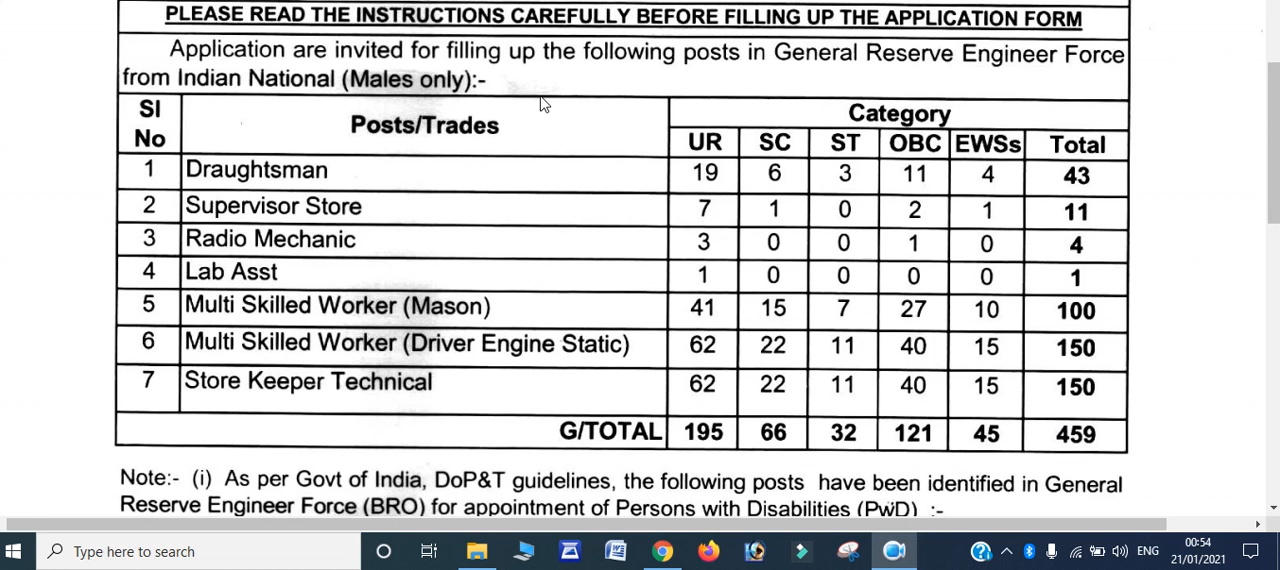 PLEASE READ THE INSTRUCTIONS CAREFULLY BEFORE FILLING UP THE APPLICATION FORM
Application are invited for filling up the following posts in General Reserve Engineer Force
from Indian National (Males only):-
Sl No Posts/Trades Category
UR SC ST OBC EWSs Total
1 Draughtsman 19 6 3 11 4 43
2 Supervisor Store 7 1 0 2 1 11
3 Radio Mechanic 3 0 0 1 0 4
4 Lab Asst 1 0 0 0 0 1
5 Multi Skilled Worker (Mason) 41 15 7 27 10 100
6 Multi Skilled Worker (Driver Engine Static) 62 22 11 40 15 150
7 Store Keeper Technical 62 22 11 40 15 150
G/TOTAL 195 66 32 121 45 459
Note:- (i) As per Govt of India, DoP&T guidelines, the following posts have been identified in General
Reserve Engineer Force (BRO) for appointment of Persons with Disabilities (PwD) :-
Type here to search
ENG
00:54
21/01/2021